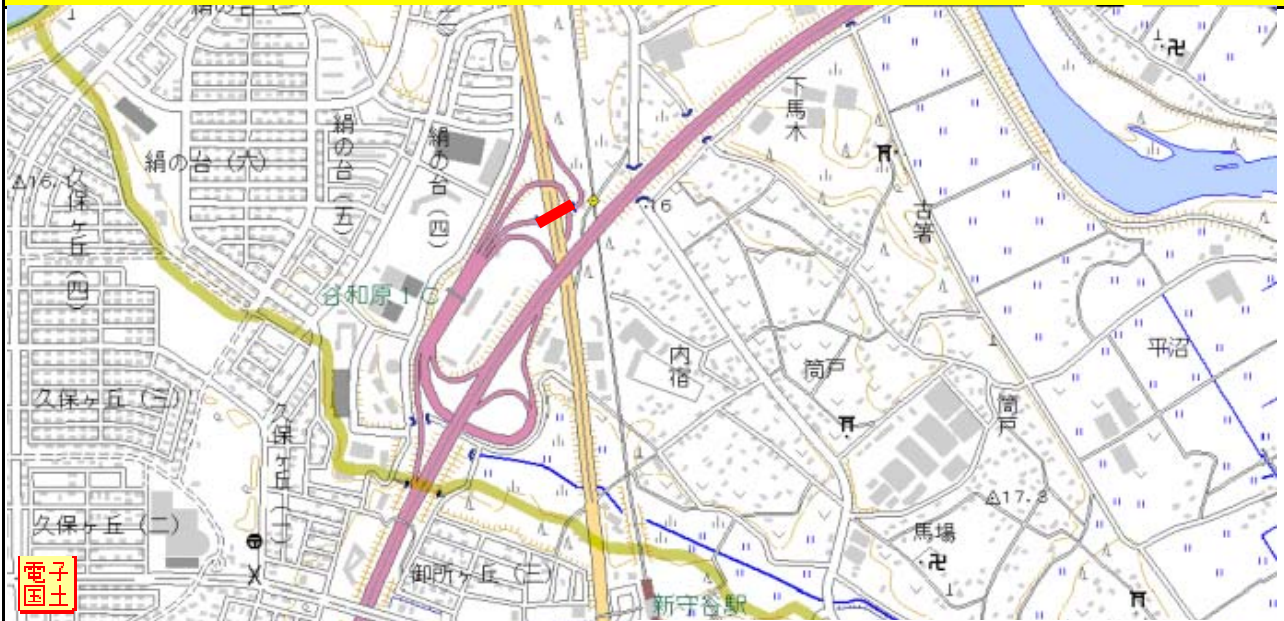 絹の台（六）
絹の台（五）
絹の台（四）
下馬木
古箸
16
久保ヶ丘（四）
谷和原IC
内宿
筒戸
筒戸
平沼
久保ヶ丘（三）
久保ヶ丘（一）
17.3
久保ヶ丘（二）
馬場
御所ヶ丘（三）
新守谷駅
電子
国土